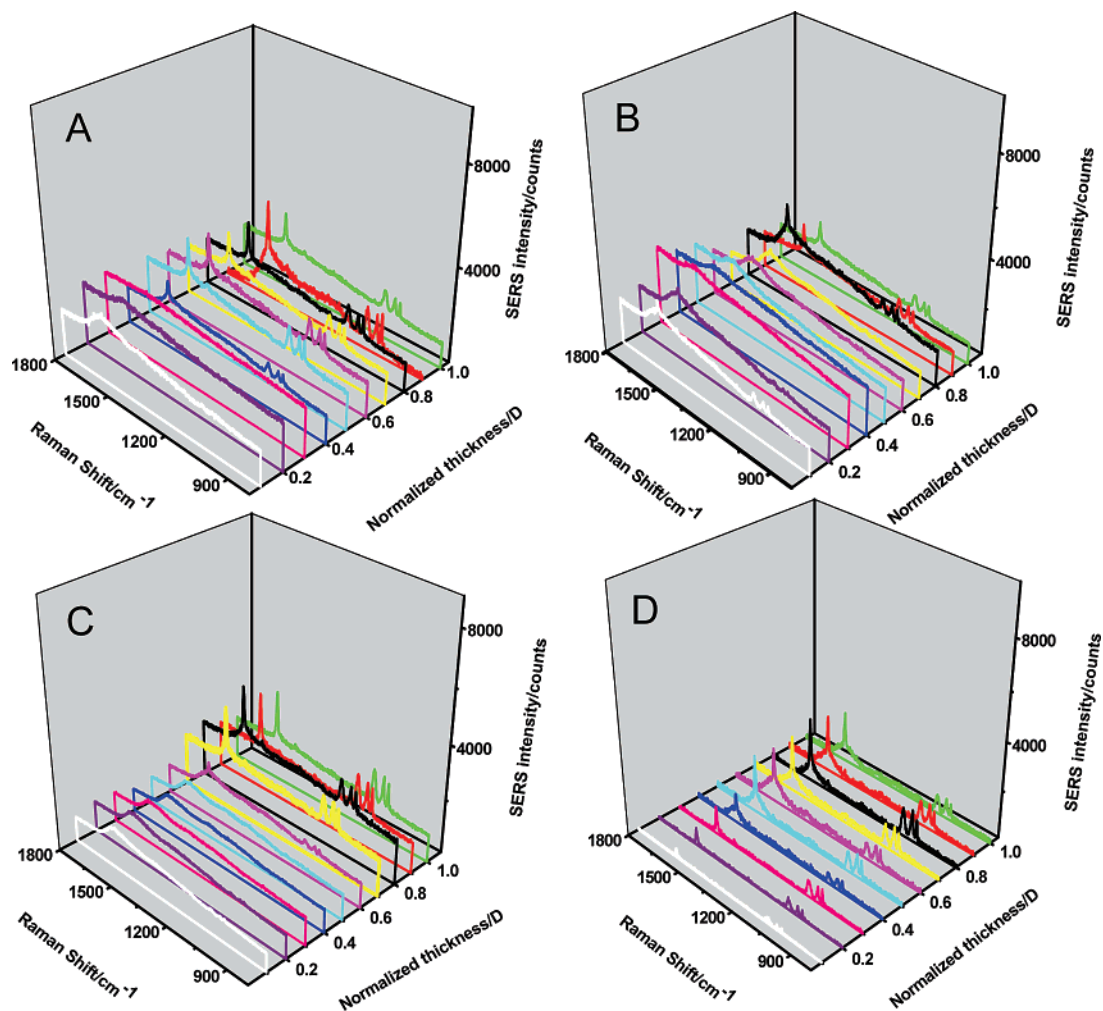 A
8000
4000
SERS intensity/counts
1800
1500
1200
900
Raman Shift/cm -1
0.2
0.4
0.6
0.8
1.0
Normalized thickness/D
B
8000
4000
SERS intensity/counts
1800
1500
1200
900
Raman Shift/cm-1
0.2
0.4
0.6
0.8
1.0
Normalized thickness/D
C
8000
4000
SERS intensity/counts
1800
1500
1200
900
Raman Shift/cm-1
0.2
0.4
0.6
0.8
1.0
Normalized thickness/D
D
8000
4000
SERS intensity/counts
1800
1500
1200
900
Raman Shift/cm-1
0.2
0.4
0.6
0.8
1.0
Normalized thickness/D